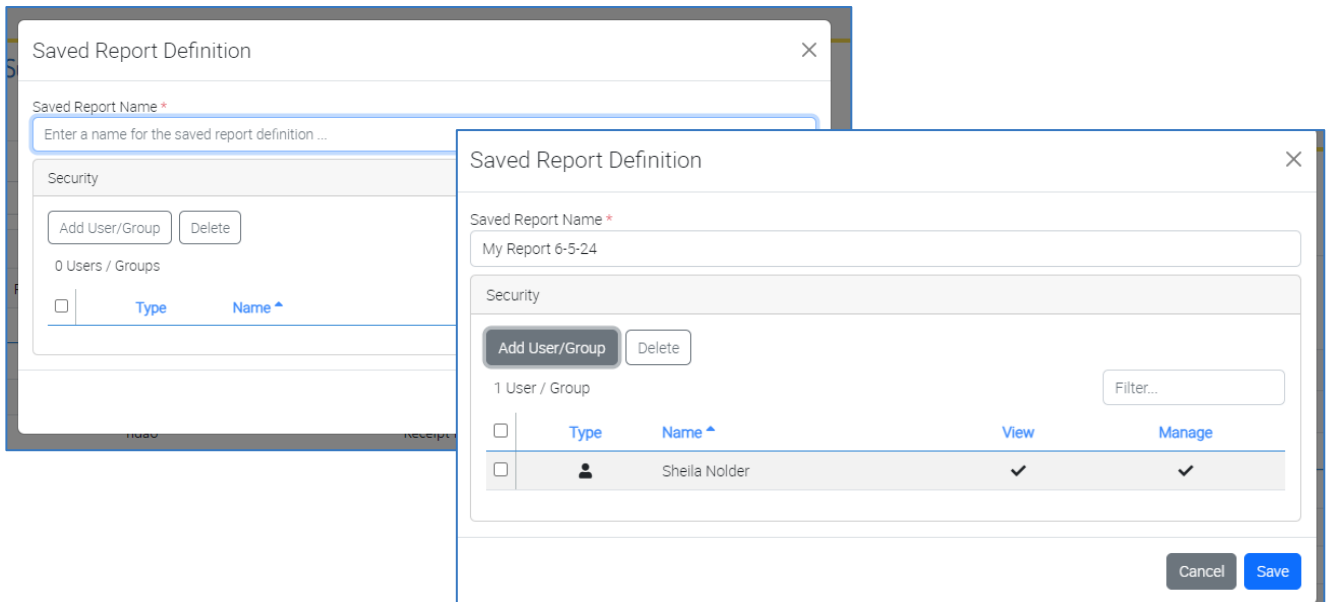 Saved Report Definition
Saved Report Name *
Enter a name for the saved report definition ...
Security
Add User/Group Delete
0 Users / Groups
Type Name
Saved Report Definition
Saved Report Name *
My Report 6-5-24
Security
Add User/Group Delete
1 User / Group Filter...
Type Name View Manage
Sheila Nolder
Cancel Save